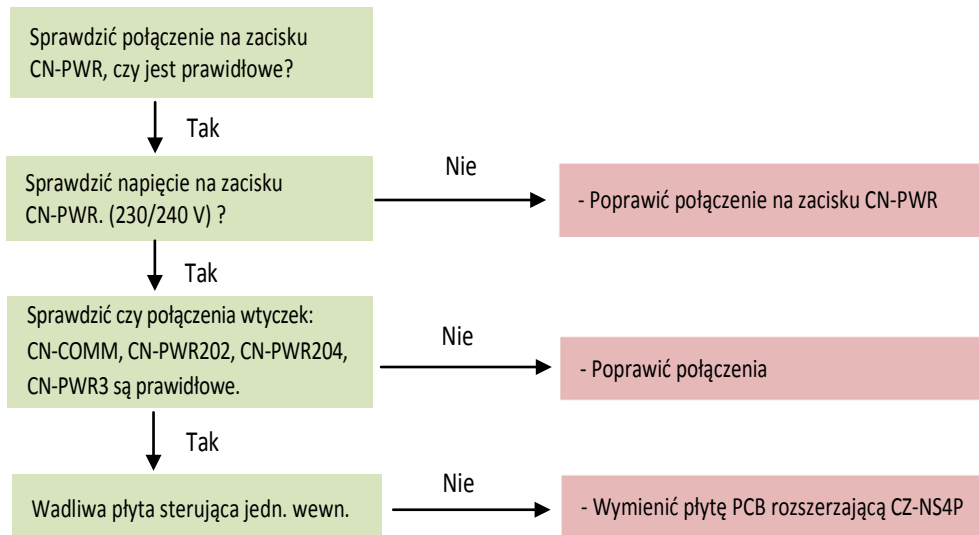 Sprawdzić połączenie na zacisku
CN-PWR, czy jest prawidłowe?
Tak
Sprawdzić napięcie na zacisku
CN-PWR. (230/240 V) ?
Nie
- Poprawić połączenie na zacisku CN-PWR
Tak
Sprawdzić czy połączenia wtyczek:
CN-COMM, CN-PWR202, CN-PWR204,
CN-PWR3 są prawidłowe.
Nie
- Poprawić połączenia
Tak
Wadliwa płyta sterująca jedn. wewn.
Nie
- Wymienić płytę PCB rozszerzającą CZ-NS4P